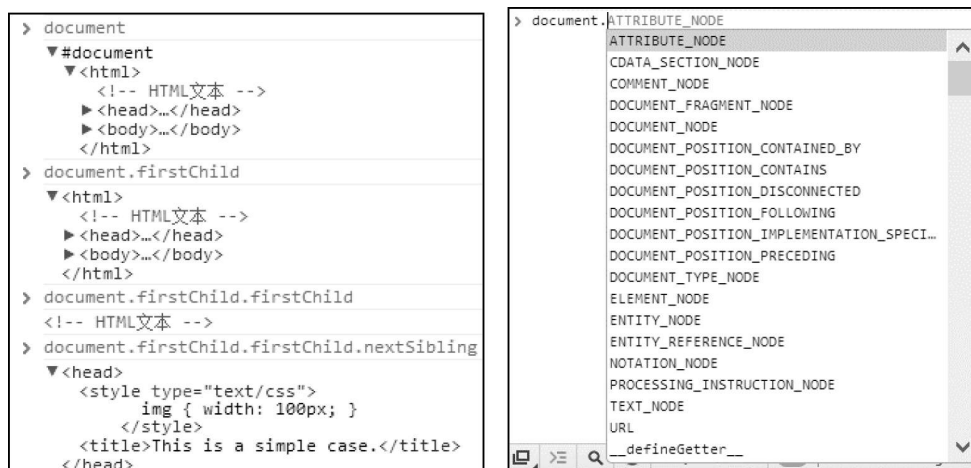 > document
▼#document
▼<html>
<!-- HTML文本 -->
▶<head>…</head>
▶<body>…</body>
</html>
> document.firstChild
▼<html>
<!-- HTML文本 -->
▶<head>…</head>
▶<body>…</body>
</html>
> document.firstChild.firstChild
<!-- HTML文本 -->
> document.firstChild.firstChild.nextSibling
▼<head>
<style type="text/css">
img { width: 100px; }
</style>
<title>This is a simple case.</title>
</head>
> document.ATTRIBUTE_NODE
ATTRIBUTE_NODE
CDATA_SECTION_NODE
COMMENT_NODE
DOCUMENT_FRAGMENT_NODE
DOCUMENT_NODE
DOCUMENT_POSITION_CONTAINED_BY
DOCUMENT_POSITION_CONTAINS
DOCUMENT_POSITION_DISCONNECTED
DOCUMENT_POSITION_FOLLOWING
DOCUMENT_POSITION_IMPLEMENTATION_SPECI…
DOCUMENT_POSITION_PRECEDING
DOCUMENT_TYPE_NODE
ELEMENT_NODE
ENTITY_NODE
ENTITY_REFERENCE_NODE
NOTATION_NODE
PROCESSING_INSTRUCTION_NODE
TEXT_NODE
URL
__defineGetter__